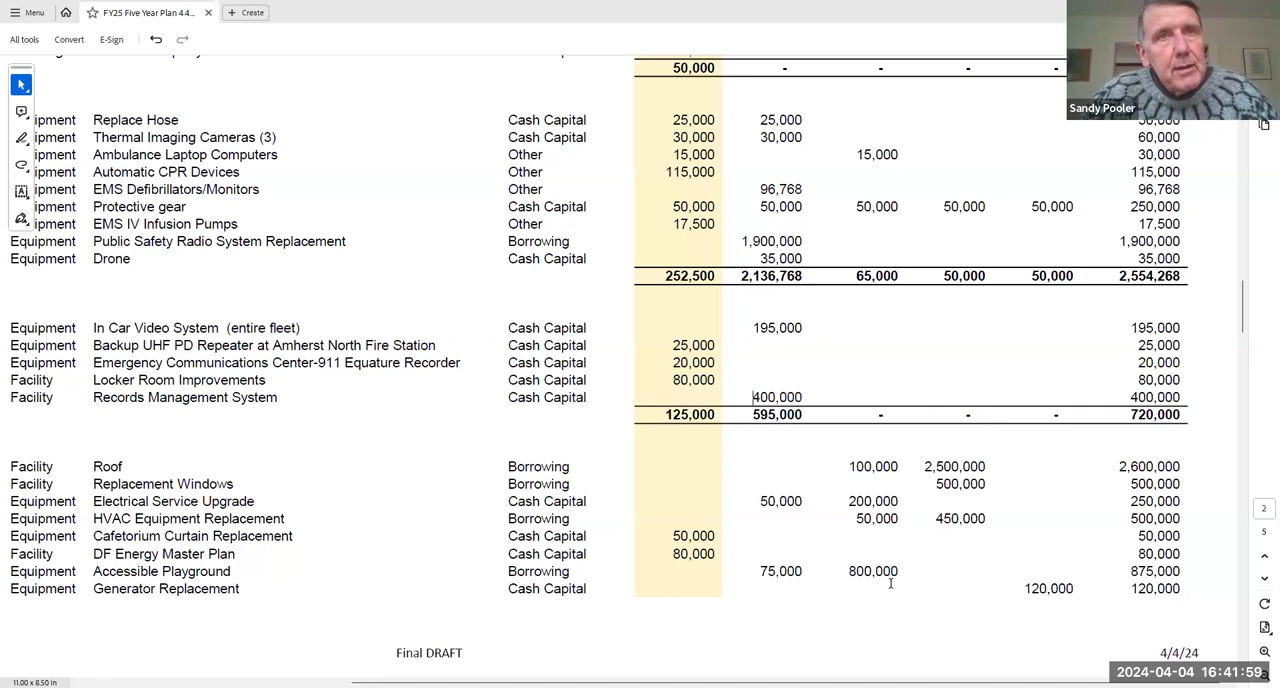 Menu FY25 Five Year Plan 4.4... Create
All tools Convert E-Sign
Sandy Pooler
50,000 - - - -
ipment Replace Hose Cash Capital 25,000 25,000 50,000
ipment Thermal Imaging Cameras (3) Cash Capital 30,000 30,000 60,000
ipment Ambulance Laptop Computers Other 15,000 15,000 30,000
ipment Automatic CPR Devices Other 115,000 115,000
ipment EMS Defibrillators/Monitors Other 96,768 96,768
ipment Protective gear Cash Capital 50,000 50,000 50,000 50,000 50,000 250,000
ipment EMS IV Infusion Pumps Other 17,500 17,500
Equipment Public Safety Radio System Replacement Borrowing 1,900,000 1,900,000
Equipment Drone Cash Capital 35,000 35,000
252,500 2,136,768 65,000 50,000 50,000 2,554,268
Equipment In Car Video System (entire fleet) Cash Capital 195,000 195,000
Equipment Backup UHF PD Repeater at Amherst North Fire Station Cash Capital 25,000 25,000
Equipment Emergency Communications Center-911 Equature Recorder Cash Capital 20,000 20,000
Facility Locker Room Improvements Cash Capital 80,000 80,000
Facility Records Management System Cash Capital 400,000 400,000
125,000 595,000 - - - 720,000
Facility Roof Borrowing 100,000 2,500,000 2,600,000
Facility Replacement Windows Borrowing 500,000 500,000
Equipment Electrical Service Upgrade Cash Capital 50,000 200,000 250,000
Equipment HVAC Equipment Replacement Borrowing 50,000 450,000 500,000
Equipment Cafetorium Curtain Replacement Cash Capital 50,000 50,000
Facility DF Energy Master Plan Cash Capital 80,000 80,000
Equipment Accessible Playground Borrowing 75,000 800,000 875,000
Equipment Generator Replacement Cash Capital 120,000 120,000
2
5
Final DRAFT 4/4/24
2024-04-04 16:41:59
11.00 x 8.50 in